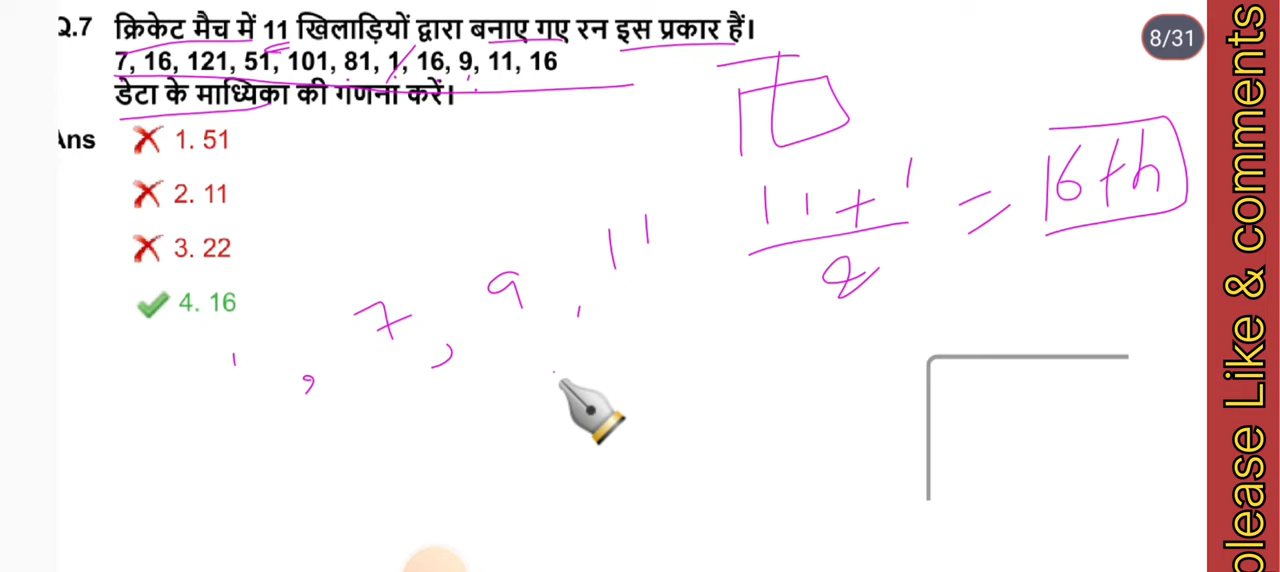 Q.7 क्रिकेट मैच में 11 खिलाड़ियों द्वारा बनाए गए रन इस प्रकार हैं।
7, 16, 121, 51, 101, 81, 1, 16, 9, 11, 16
डेटा के माध्यिका की गणना करें।
Ans 1. 51
2. 11
3. 22
4. 16
8/31
11+1
2
= 6th
1, 7, 9, 11
please Like & comments